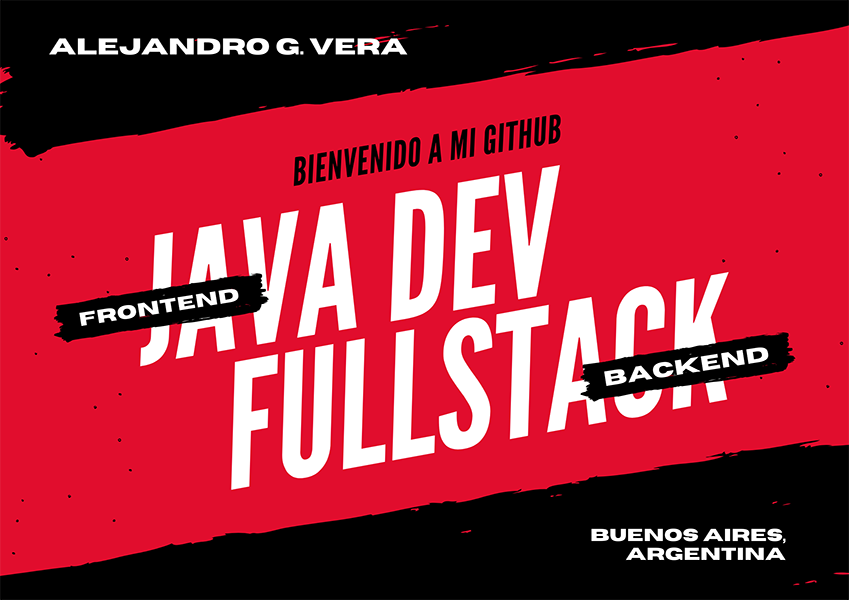 ALEJANDRO G. VERA
BIENVENIDO A MI GITHUB
JAVA DEV
FRONTEND
FULLSTACK
BACKEND
BUENOS AIRES,
ARGENTINA